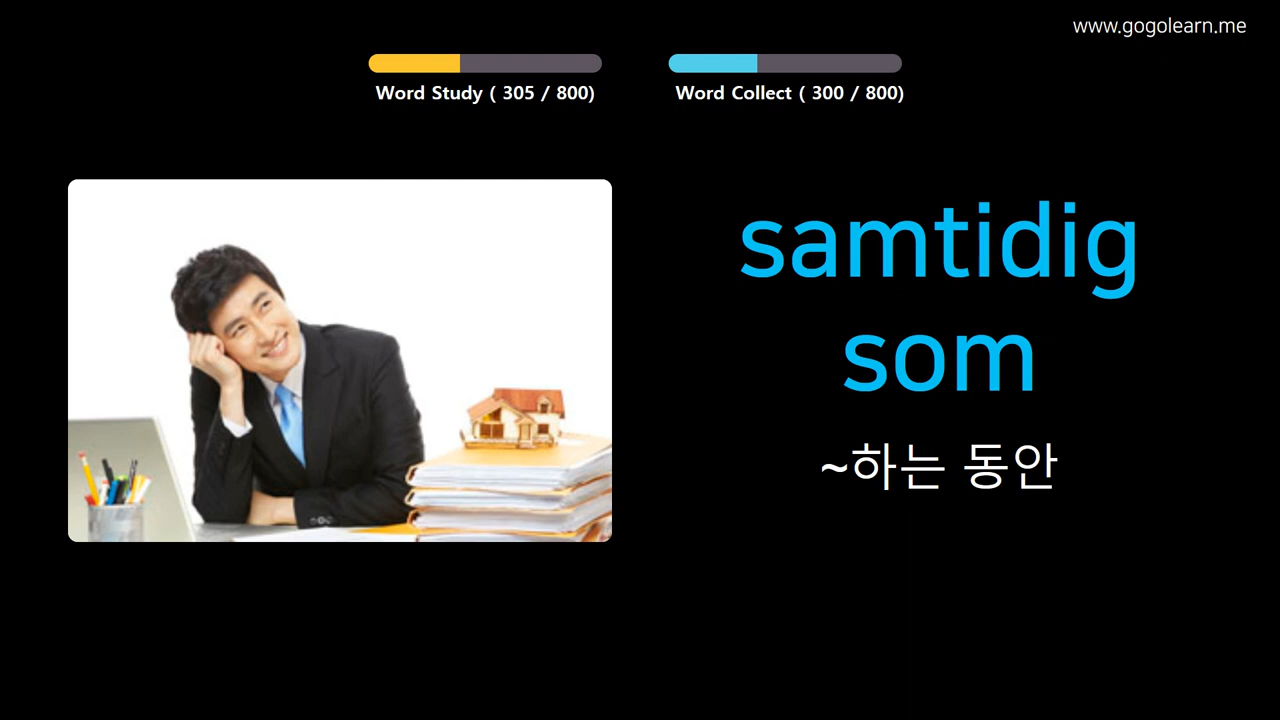 www.gogolearn.me
Word Study ( 305 / 800)
Word Collect ( 300 / 800)
samtidig
som
~하는 동안